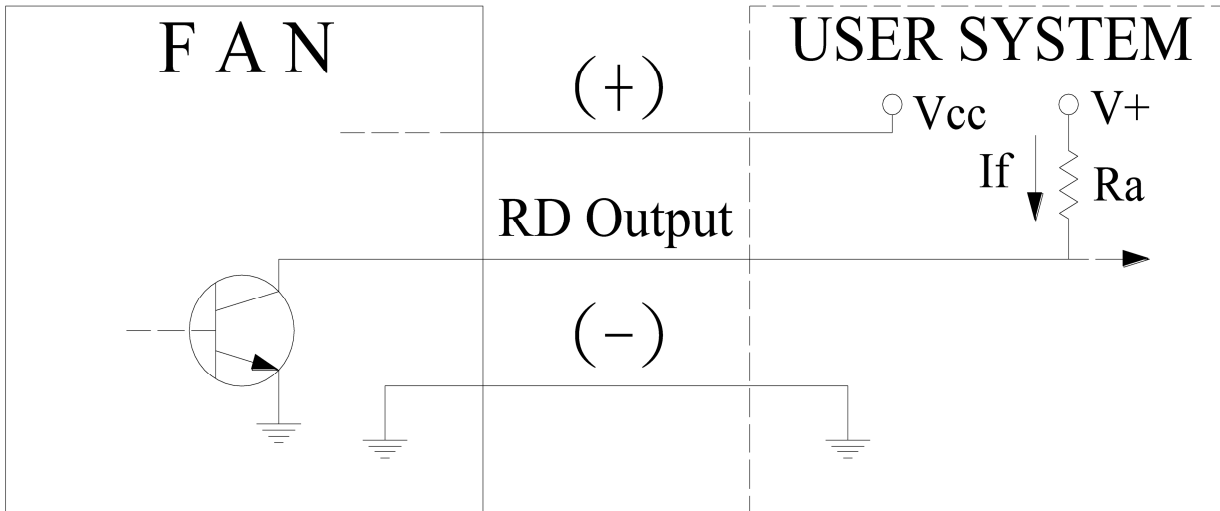 F A N
USER SYSTEM
(+)
Vcc
V+
If
Ra
RD Output
(-)